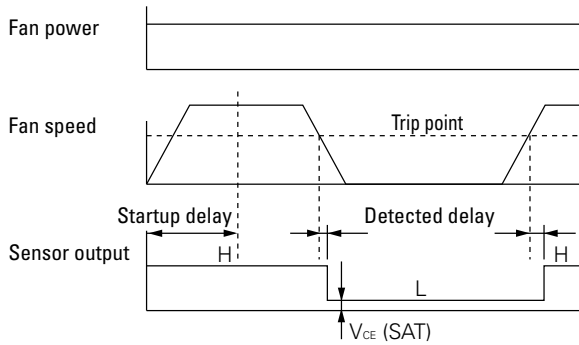 Fan power
Fan speed
Trip point
Startup delay
Detected delay
Sensor output
H
H
L
VCE (SAT)